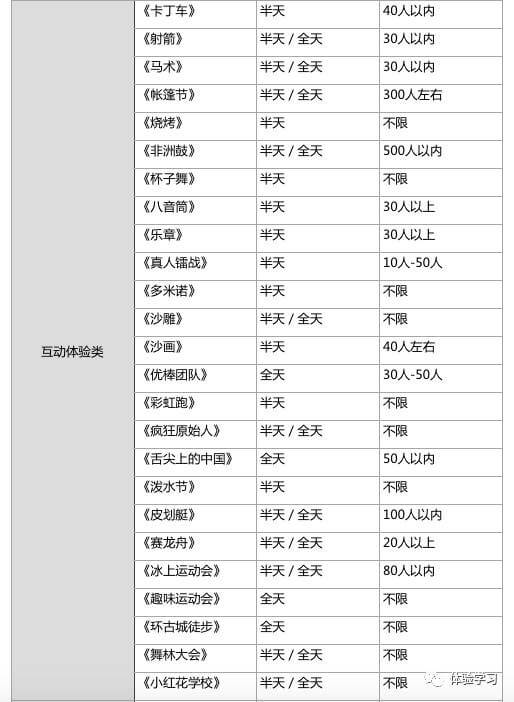 《卡丁车》 半天 40人以内
《射箭》 半天 / 全天 30人以内
《马术》 半天 / 全天 30人以内
《帐篷节》 半天 / 全天 300人左右
《烧烤》 半天 不限
《非洲鼓》 半天 / 全天 500人以内
《杯子舞》 半天 不限
《八音筒》 半天 30人以上
《乐章》 半天 30人以上
《真人镭战》 半天 10人-50人
《多米诺》 半天 不限
《沙雕》 半天 / 全天 不限
互动体验类
《沙画》 半天 40人左右
《优棒团队》 全天 30人-50人
《彩虹跑》 半天 不限
《疯狂原始人》 半天 / 全天 不限
《舌尖上的中国》 全天 50人以内
《泼水节》 半天 不限
《皮划艇》 半天 / 全天 100人以内
《赛龙舟》 半天 / 全天 20人以上
《冰上运动会》 半天 / 全天 80人以内
《趣味运动会》 全天 不限
《环古城徒步》 全天 不限
《舞林大会》 半天 / 全天 不限
《小红花学校》 半天 / 全天 不限
体验学习